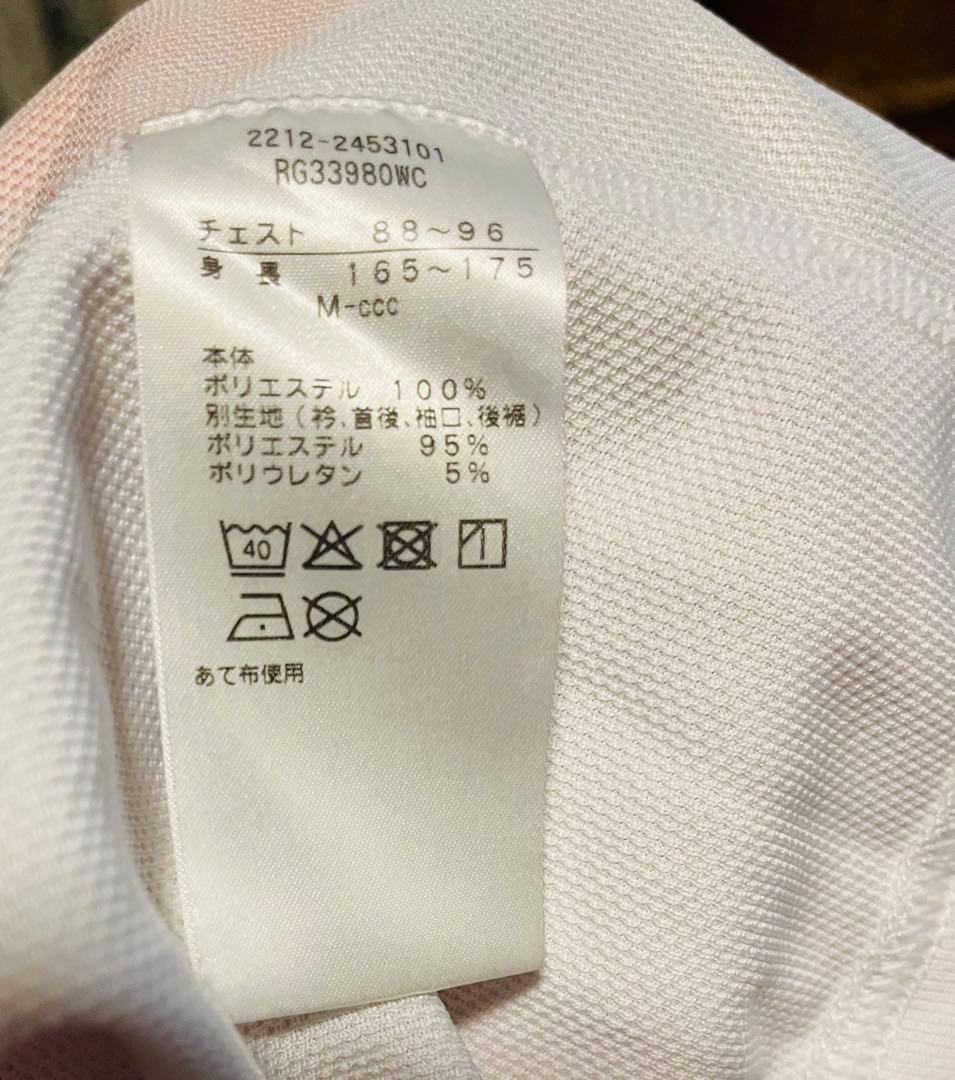 2212-2453101
RG33980WC
チェスト 88～96
身長 165～175
M-ccc
本体
ポリエステル 100%
別生地（衿、首後、袖口、後裾）
ポリエステル 95%
ポリウレタン 5%
40
あて布使用